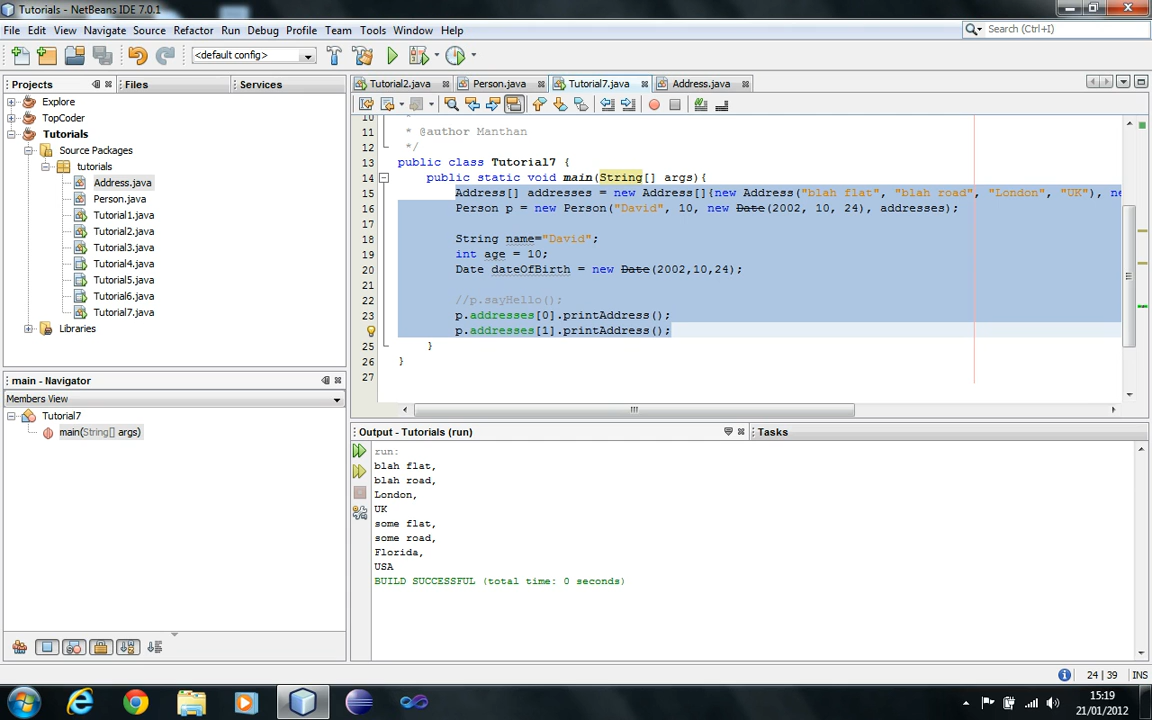 Tutorials - NetBeans IDE 7.0.1
File Edit View Navigate Source Refactor Run Debug Profile Team Tools Window Help
Search (Ctrl+I)
<default config>
Projects Files Services
Explore
TopCoder
Tutorials
Source Packages
tutorials
Address.java
Person.java
Tutorial1.java
Tutorial2.java
Tutorial3.java
Tutorial4.java
Tutorial5.java
Tutorial6.java
Tutorial7.java
Libraries
main - Navigator
Members View
Tutorial7
main(String[] args)
Tutorial2.java Person.java Tutorial7.java Address.java
10 *
11 * @author Manthan
12 */
13 public class Tutorial7 {
14 public static void main(String[] args){
15 Address[] addresses = new Address[]{new Address("blah flat", "blah road", "London", "UK"),
16 Person p = new Person("David", 10, new Date(2002, 10, 24), addresses);
17
18 String name="David";
19 int age = 10;
20 Date dateOfBirth = new Date(2002,10,24);
21
22 //p.sayHello();
23 p.addresses[0].printAddress();
p.addresses[1].printAddress();
25 }
26 }
27
Output - Tutorials (run) Tasks
run:
blah flat,
blah road,
London,
UK
some flat,
some road,
Florida,
USA
BUILD SUCCESSFUL (total time: 0 seconds)
24 | 39 INS
15:19
21/01/2012